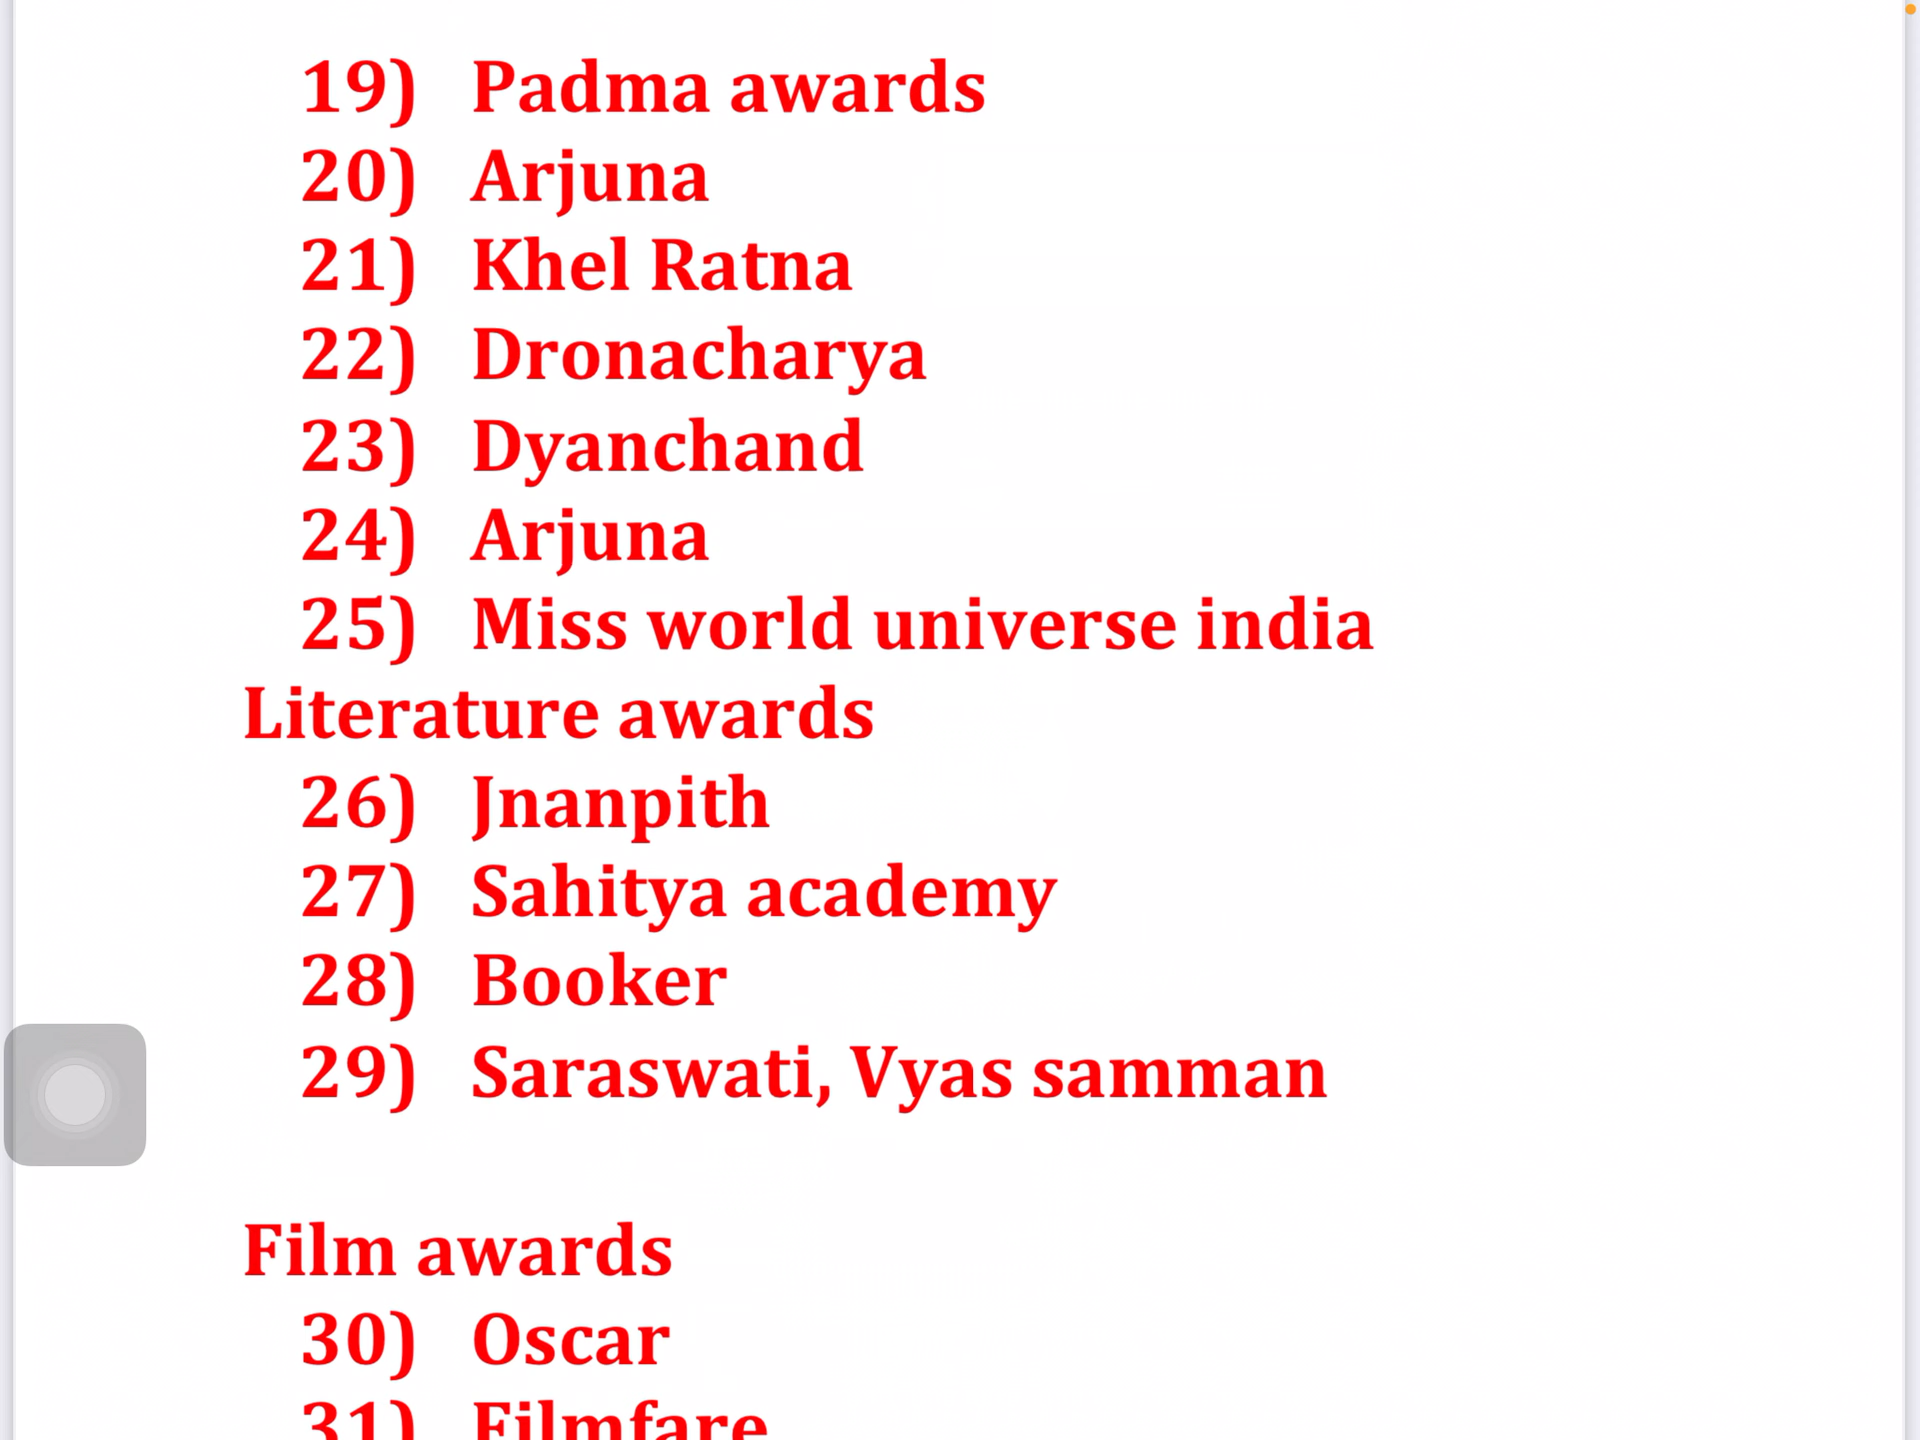 19) Padma awards
20) Arjuna
21) Khel Ratna
22) Dronacharya
23) Dyanchand
24) Arjuna
25) Miss world universe india
Literature awards
26) Jnanpith
27) Sahitya academy
28) Booker
29) Saraswati, Vyas samman
Film awards
30) Oscar
31) Filmfare